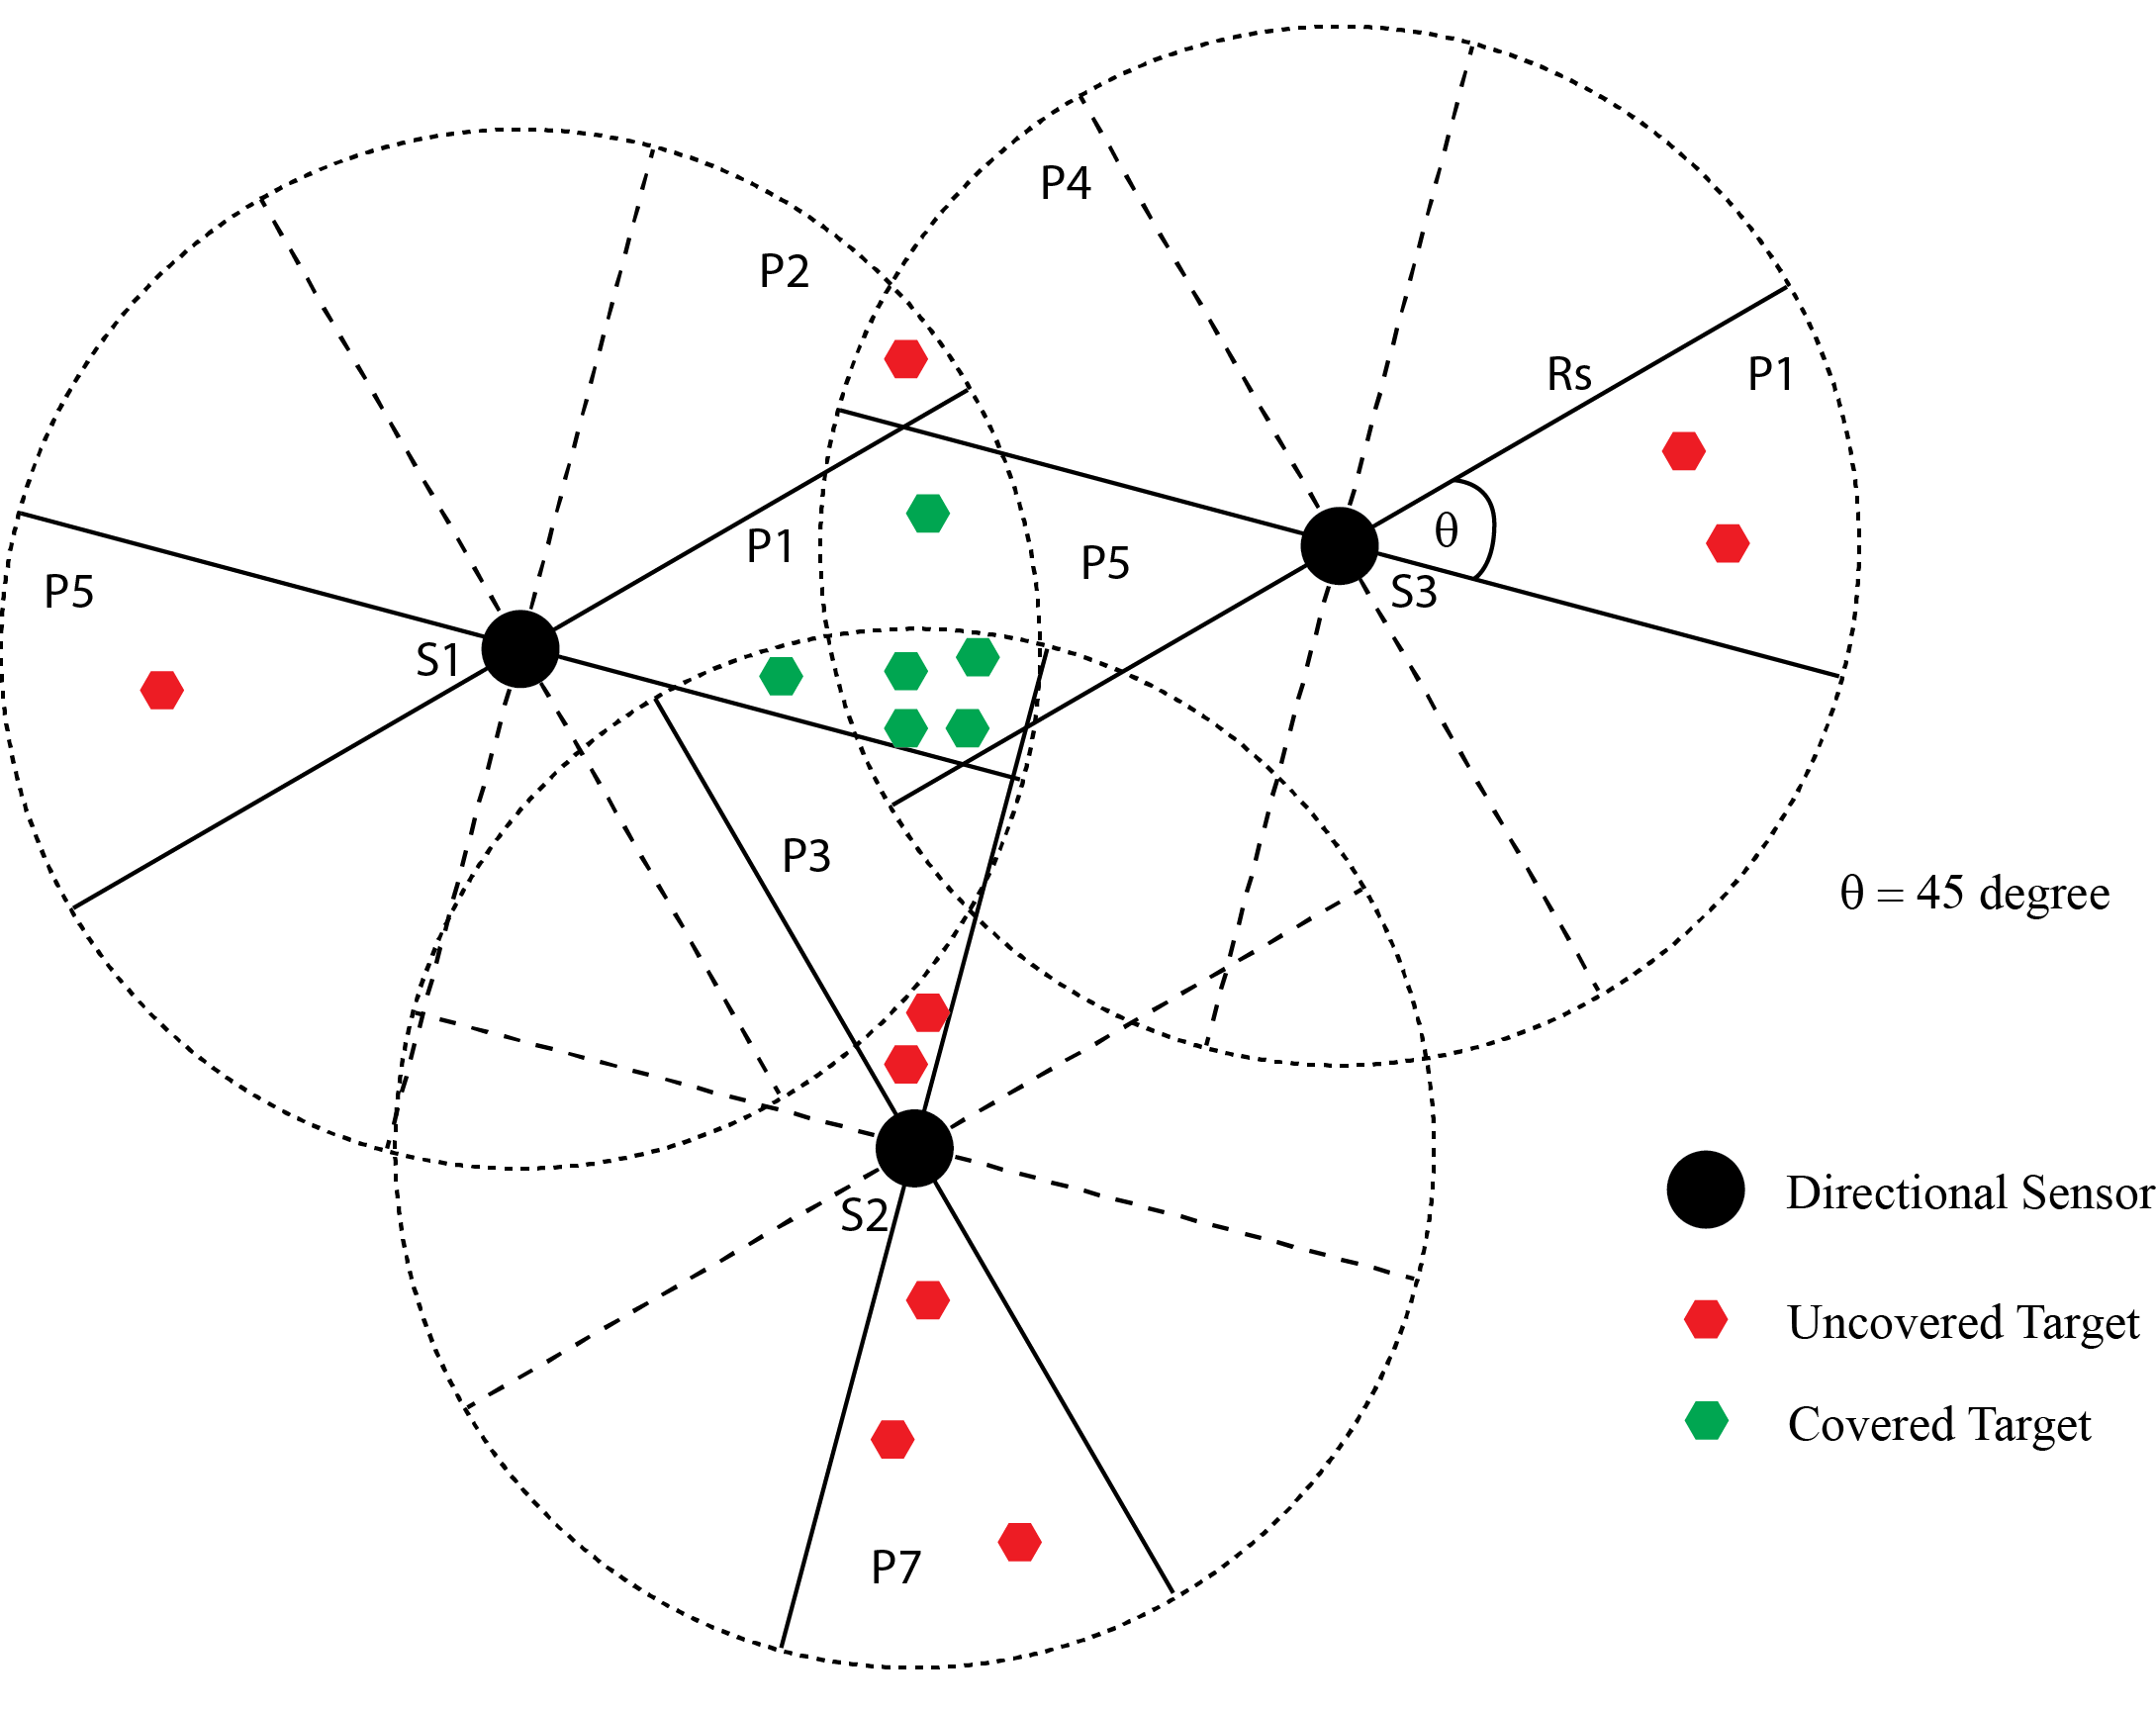 P4
P2
Rs
P1
P1
θ
P5
P5
S3
S1
P3
θ = 45 degree
S2
Directional Sensor
Uncovered Target
Covered Target
P7